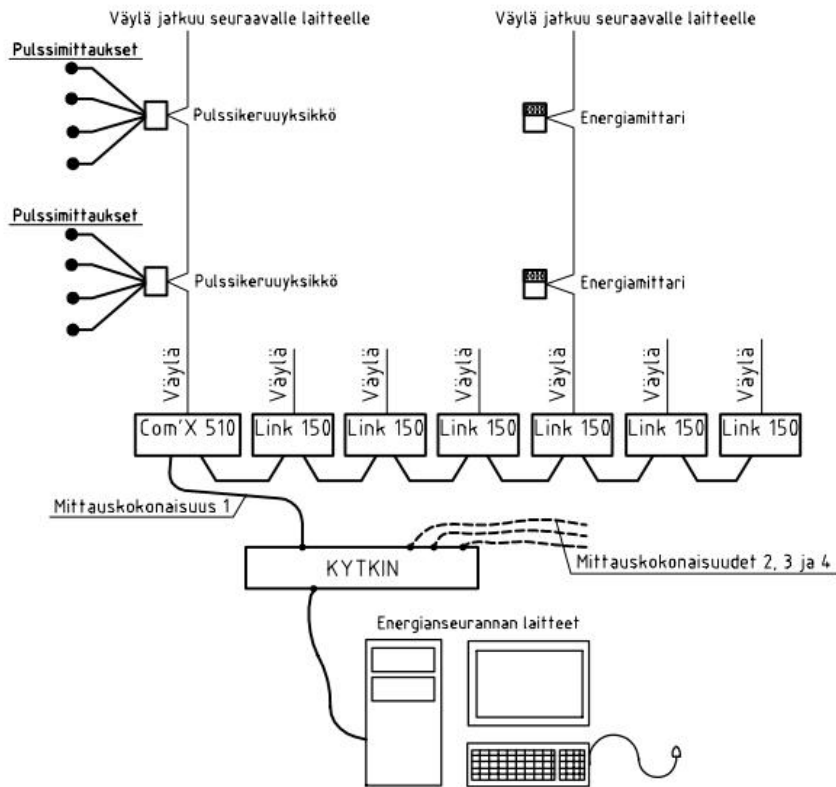 Väylä jatkuu seuraavalle laitteelle
Väylä jatkuu seuraavalle laitteelle
Pulssimittaukset
Pulssikeruuyksikkö
Energiamittari
Pulssimittaukset
Pulssikeruuyksikkö
Energiamittari
Väylä
Väylä
Väylä
Väylä
Väylä
Väylä
Väylä
Com'X 510
Link 150
Link 150
Link 150
Link 150
Link 150
Link 150
Mittauskokonaisuus 1
KYTKIN
Mittauskokonaisuudet 2, 3 ja 4
Energianseurannan laitteet